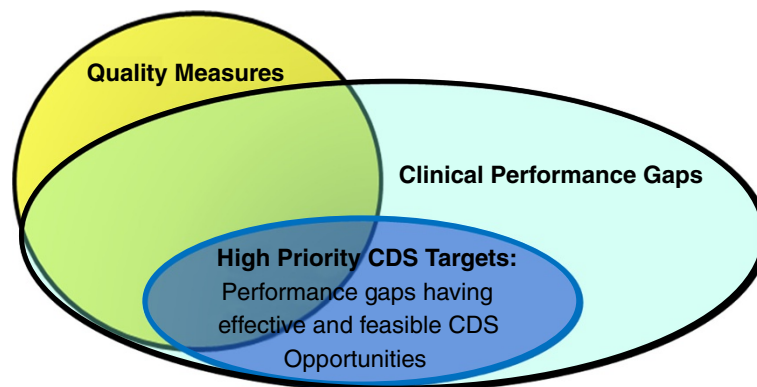 Quality Measures
Clinical Performance Gaps
High Priority CDS Targets:
Performance gaps having
effective and feasible CDS
Opportunities